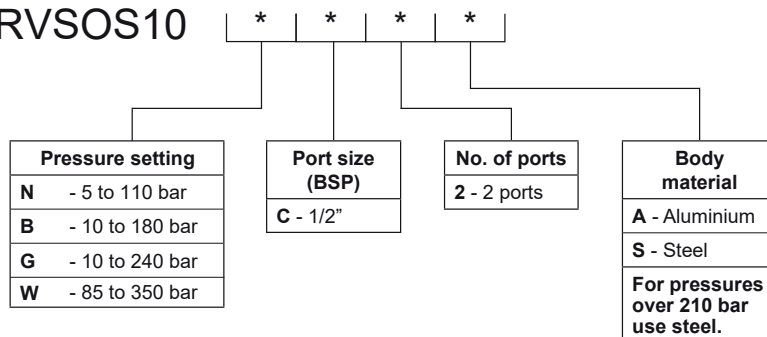 RVSOS10 * * * *
Pressure setting
N - 5 to 110 bar
B - 10 to 180 bar
G - 10 to 240 bar
W - 85 to 350 bar
Port size
(BSP)
C - 1/2”
No. of ports
2 - 2 ports
Body
material
A - Aluminium
S - Steel
For pressures
over 210 bar
use steel.